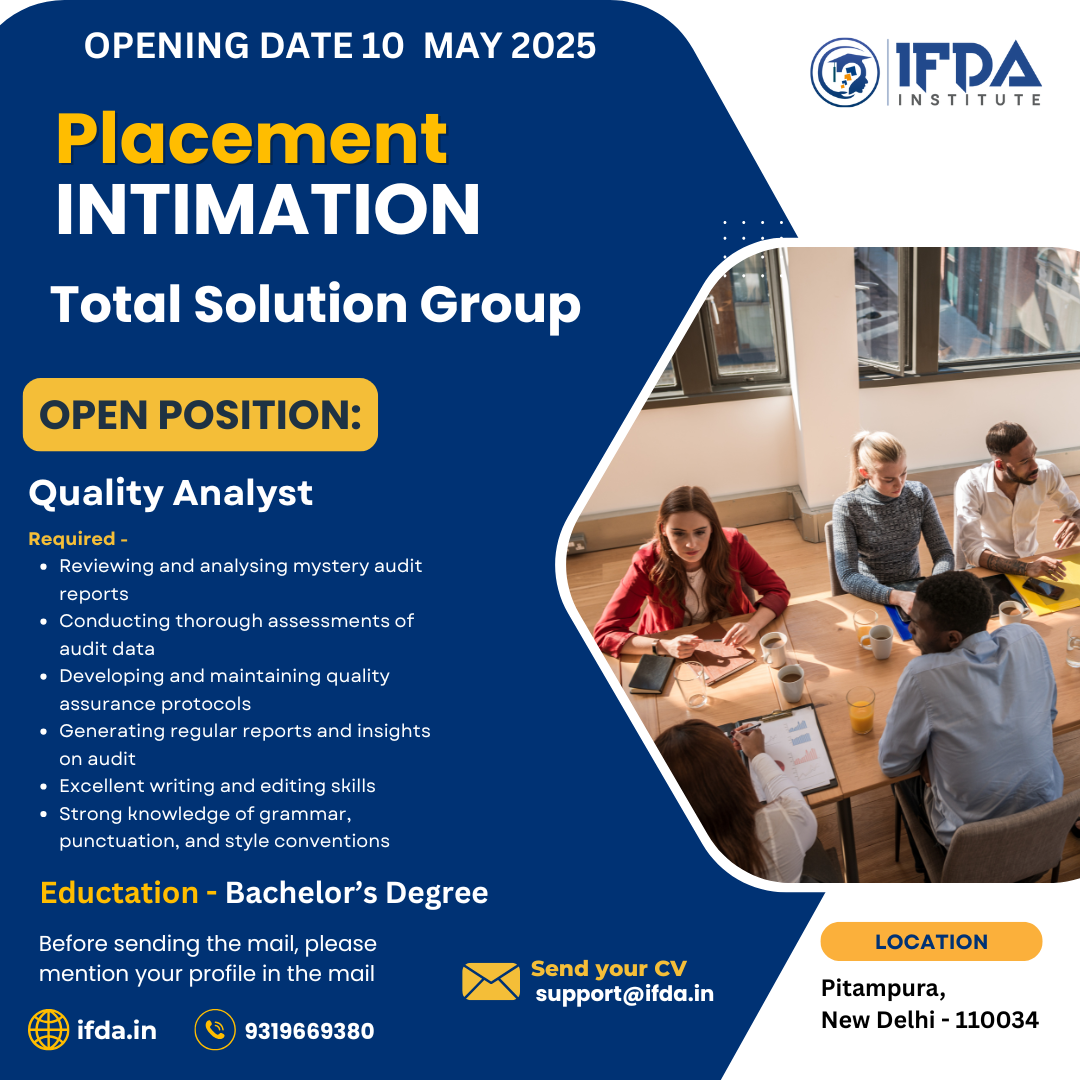 OPENING DATE 10 MAY 2025
IFDA
INSTITUTE
Placement
INTIMATION
Total Solution Group
OPEN POSITION:
Quality Analyst
Required -
• Reviewing and analysing mystery audit
reports
• Conducting thorough assessments of
audit data
• Developing and maintaining quality
assurance protocols
• Generating regular reports and insights
on audit
• Excellent writing and editing skills
• Strong knowledge of grammar,
punctuation, and style conventions
Eductation - Bachelor’s Degree
Before sending the mail, please
mention your profile in the mail
Send your CV
support@ifda.in
ifda.in
9319669380
LOCATION
Pitampura,
New Delhi - 110034